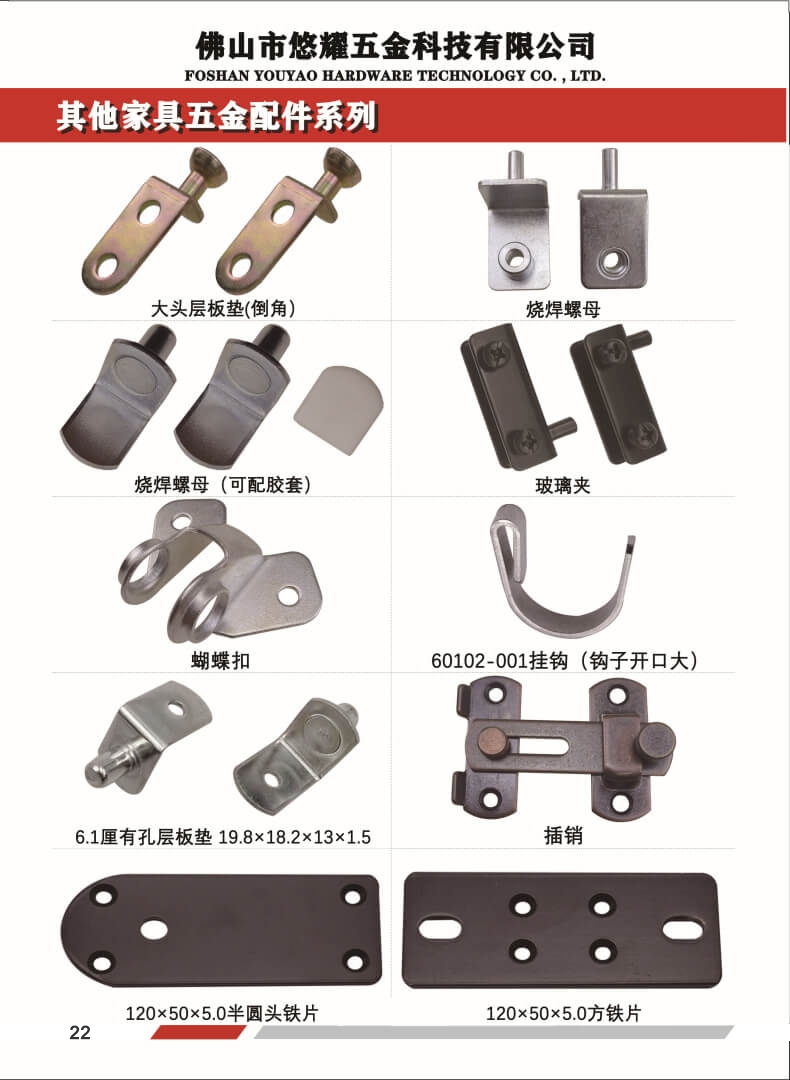 佛山市悠耀五金科技有限公司
FOSHAN YOUYAO HARDWARE TECHNOLOGY CO. , LTD.
其他家具五金配件系列
大头层板垫(倒角)
烧焊螺母
烧焊螺母（可配胶套）
玻璃夹
蝴蝶扣
60102-001挂钩（钩子开口大）
6.1厘有孔层板垫 19.8×18.2×13×1.5
插销
120×50×5.0半圆头铁片
120×50×5.0方铁片
22